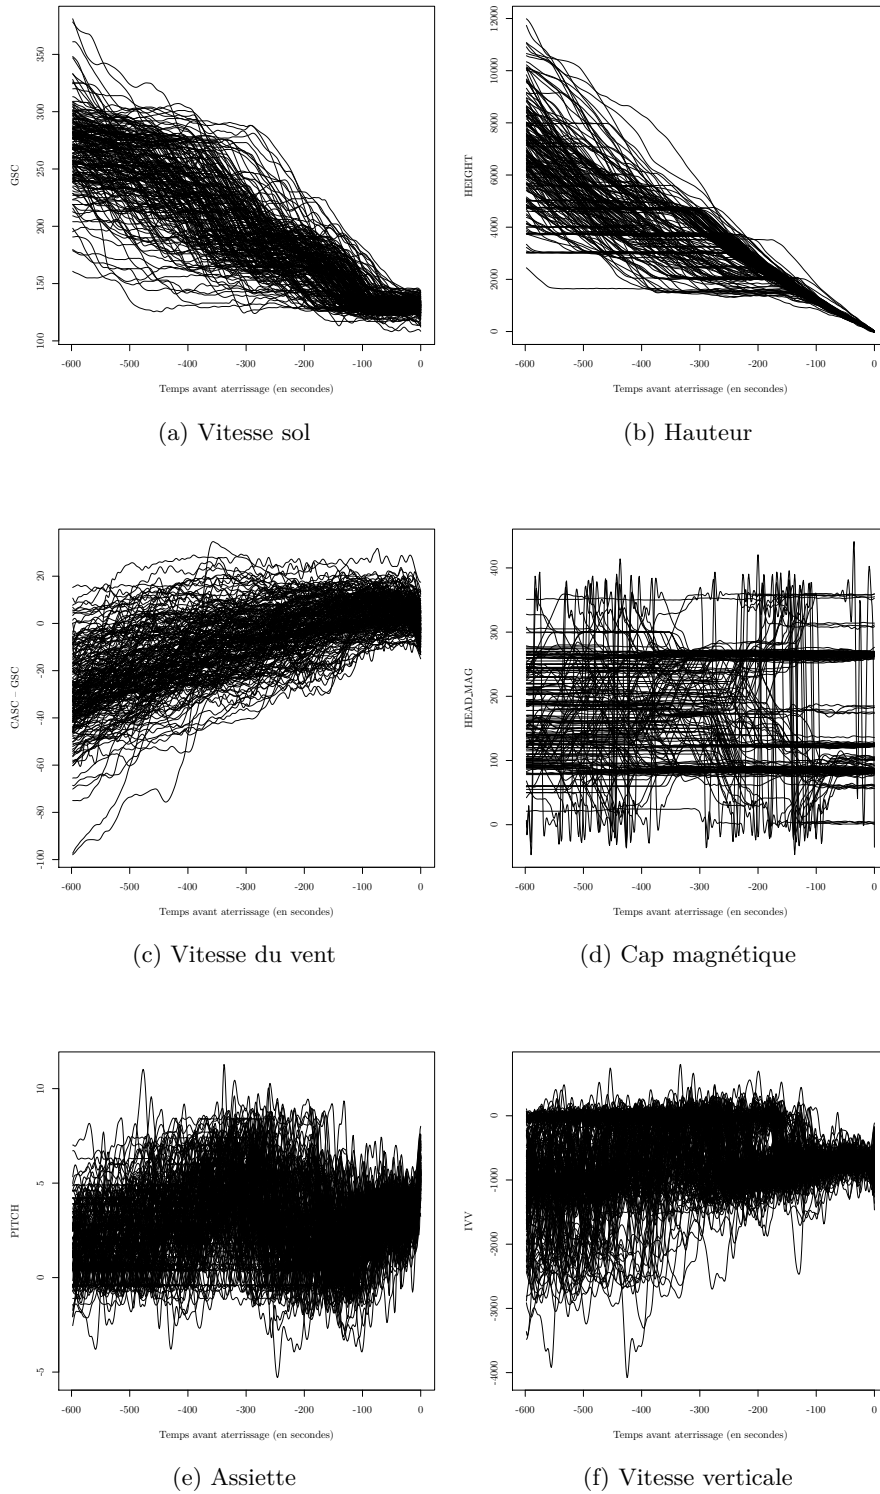 350
300
250
200
150
100
GSC
-600 -500 -400 -300 -200 -100 0
Temps avant aterrissage (en secondes)
(a) Vitesse sol
12000
10000
8000
6000
4000
2000
0
HEIGHT
-600 -500 -400 -300 -200 -100 0
Temps avant aterrissage (en secondes)
(b) Hauteur
20
0
-20
-40
-60
-80
-100
CASC - GSC
-600 -500 -400 -300 -200 -100 0
Temps avant aterrissage (en secondes)
(c) Vitesse du vent
400
300
200
100
0
HEAD_MAG
-600 -500 -400 -300 -200 -100 0
Temps avant aterrissage (en secondes)
(d) Cap magnétique
10
5
0
-5
PITCH
-600 -500 -400 -300 -200 -100 0
Temps avant aterrissage (en secondes)
(e) Assiette
0
-1000
-2000
-3000
-4000
IVV
-600 -500 -400 -300 -200 -100 0
Temps avant aterrissage (en secondes)
(f) Vitesse verticale